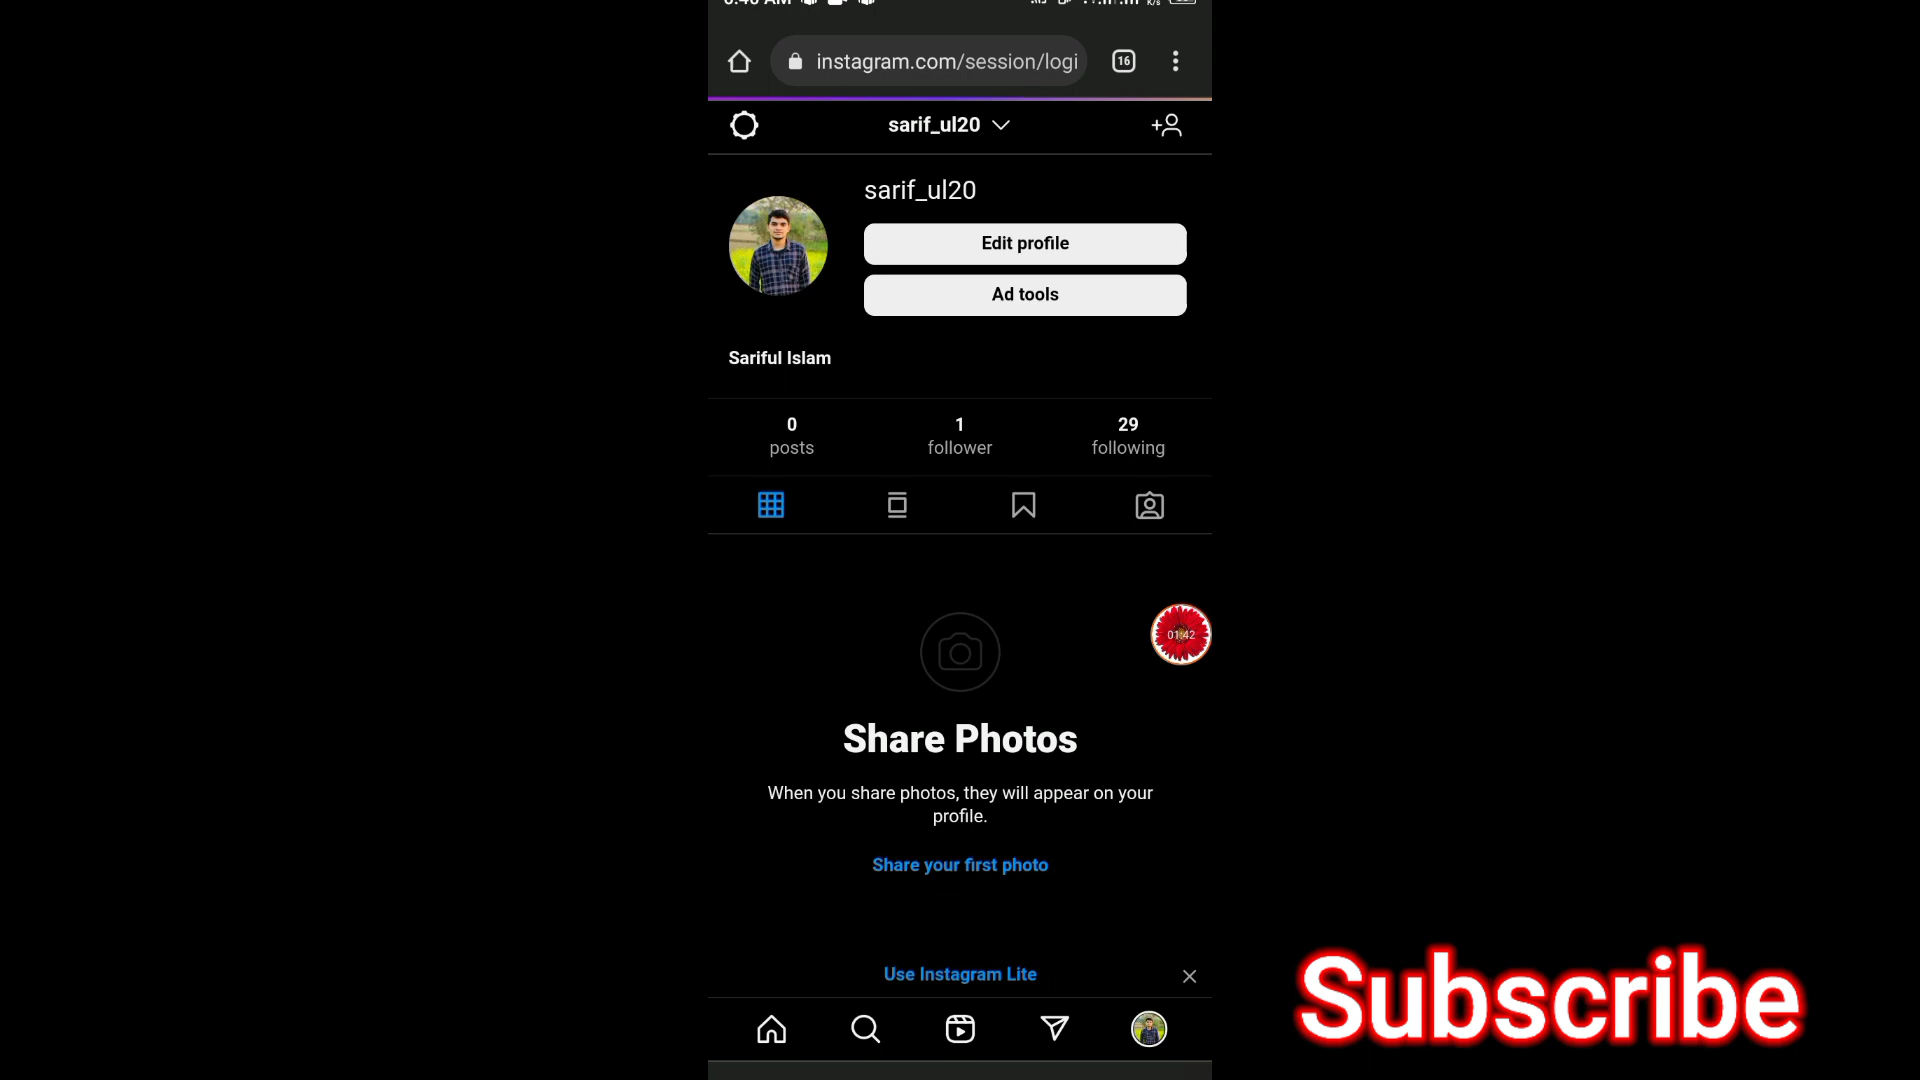 instagram.com/session/logi
16
sarif_ul20
sarif_ul20
Edit profile
Ad tools
Sariful Islam
0 1 29
posts follower following
01:42
Share Photos
When you share photos, they will appear on your
profile.
Share your first photo
Use Instagram Lite
Subscribe